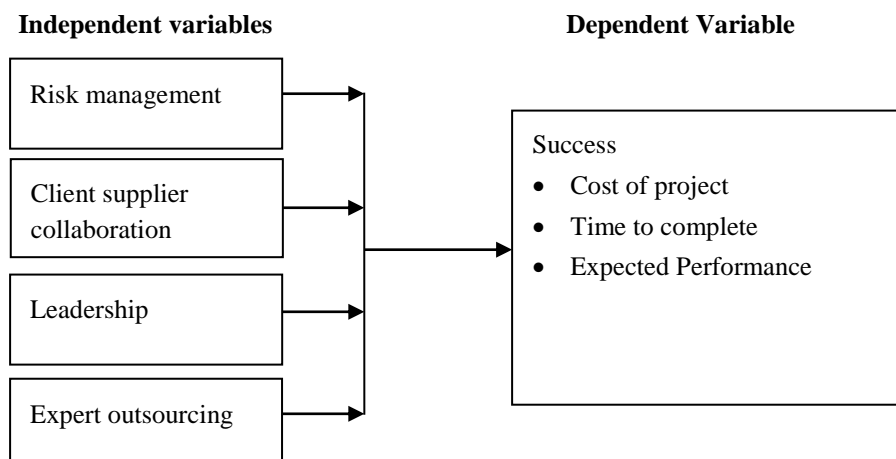 Independent variables
Dependent Variable
Risk management
Client supplier
collaboration
Leadership
Expert outsourcing
Success
• Cost of project
• Time to complete
• Expected Performance